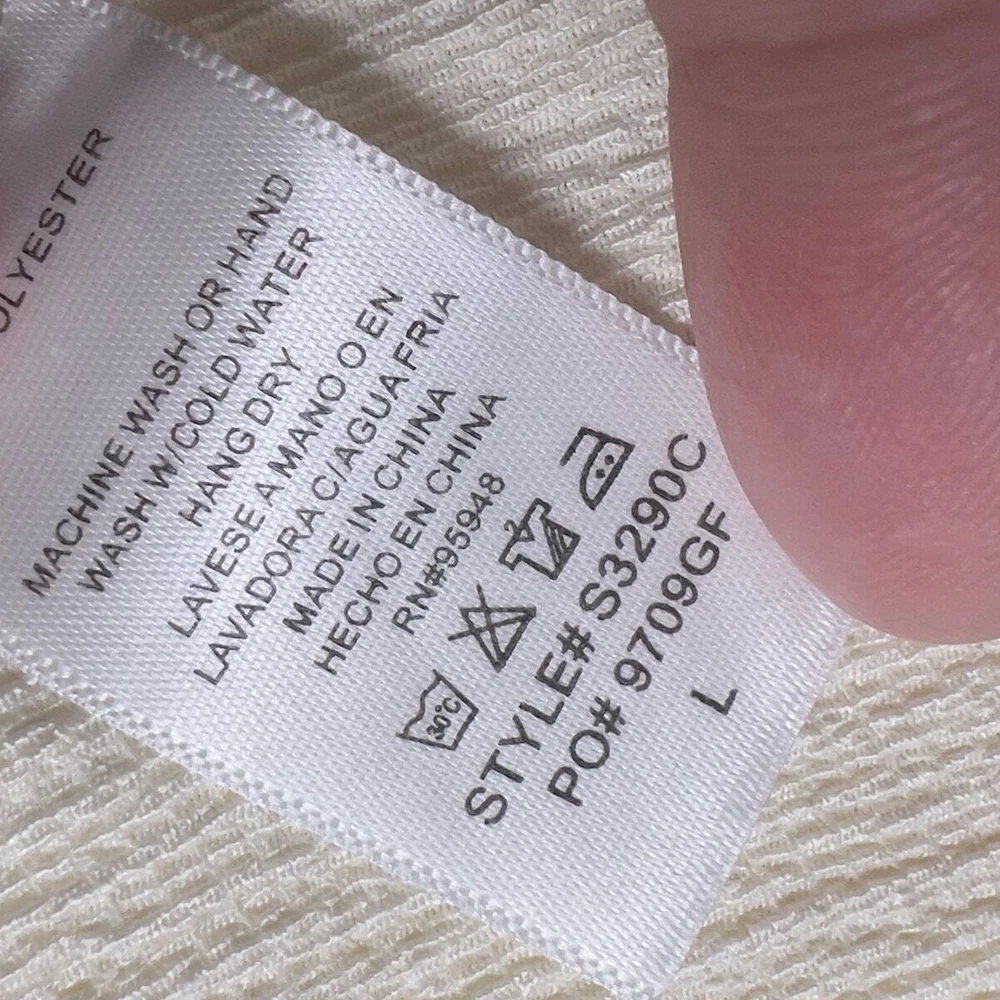 OLYESTER
MACHINE WASH OR HAND
WASH W/COLD WATER
HANG DRY
LAVESE A MANO O EN
LAVADORA C/AGUA FRIA
MADE IN CHINA
HECHO EN CHINA
RN#95948
30°C
STYLE# S3290C
PO# 9709GF
L